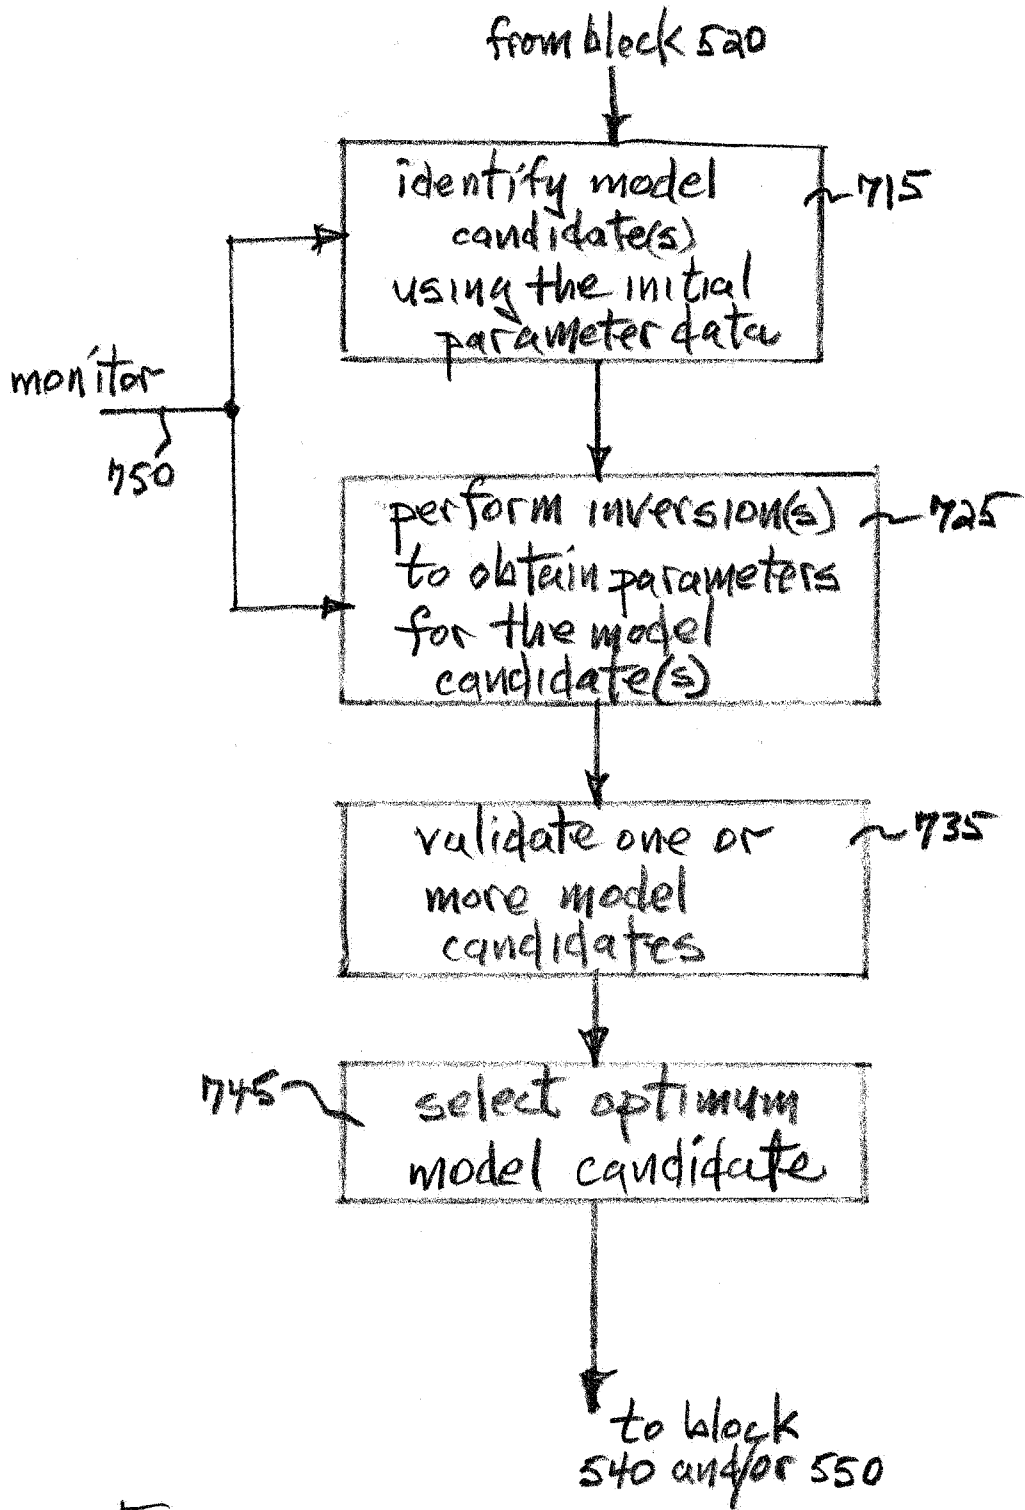 from block 520
identify model
candidate(s)
using the initial
parameter data
715
monitor
750
perform inversion(s)
to obtain parameters
for the model
candidate(s)
725
validate one or
more model
candidates
735
745
select optimum
model candidate
to block
540 and/or 550